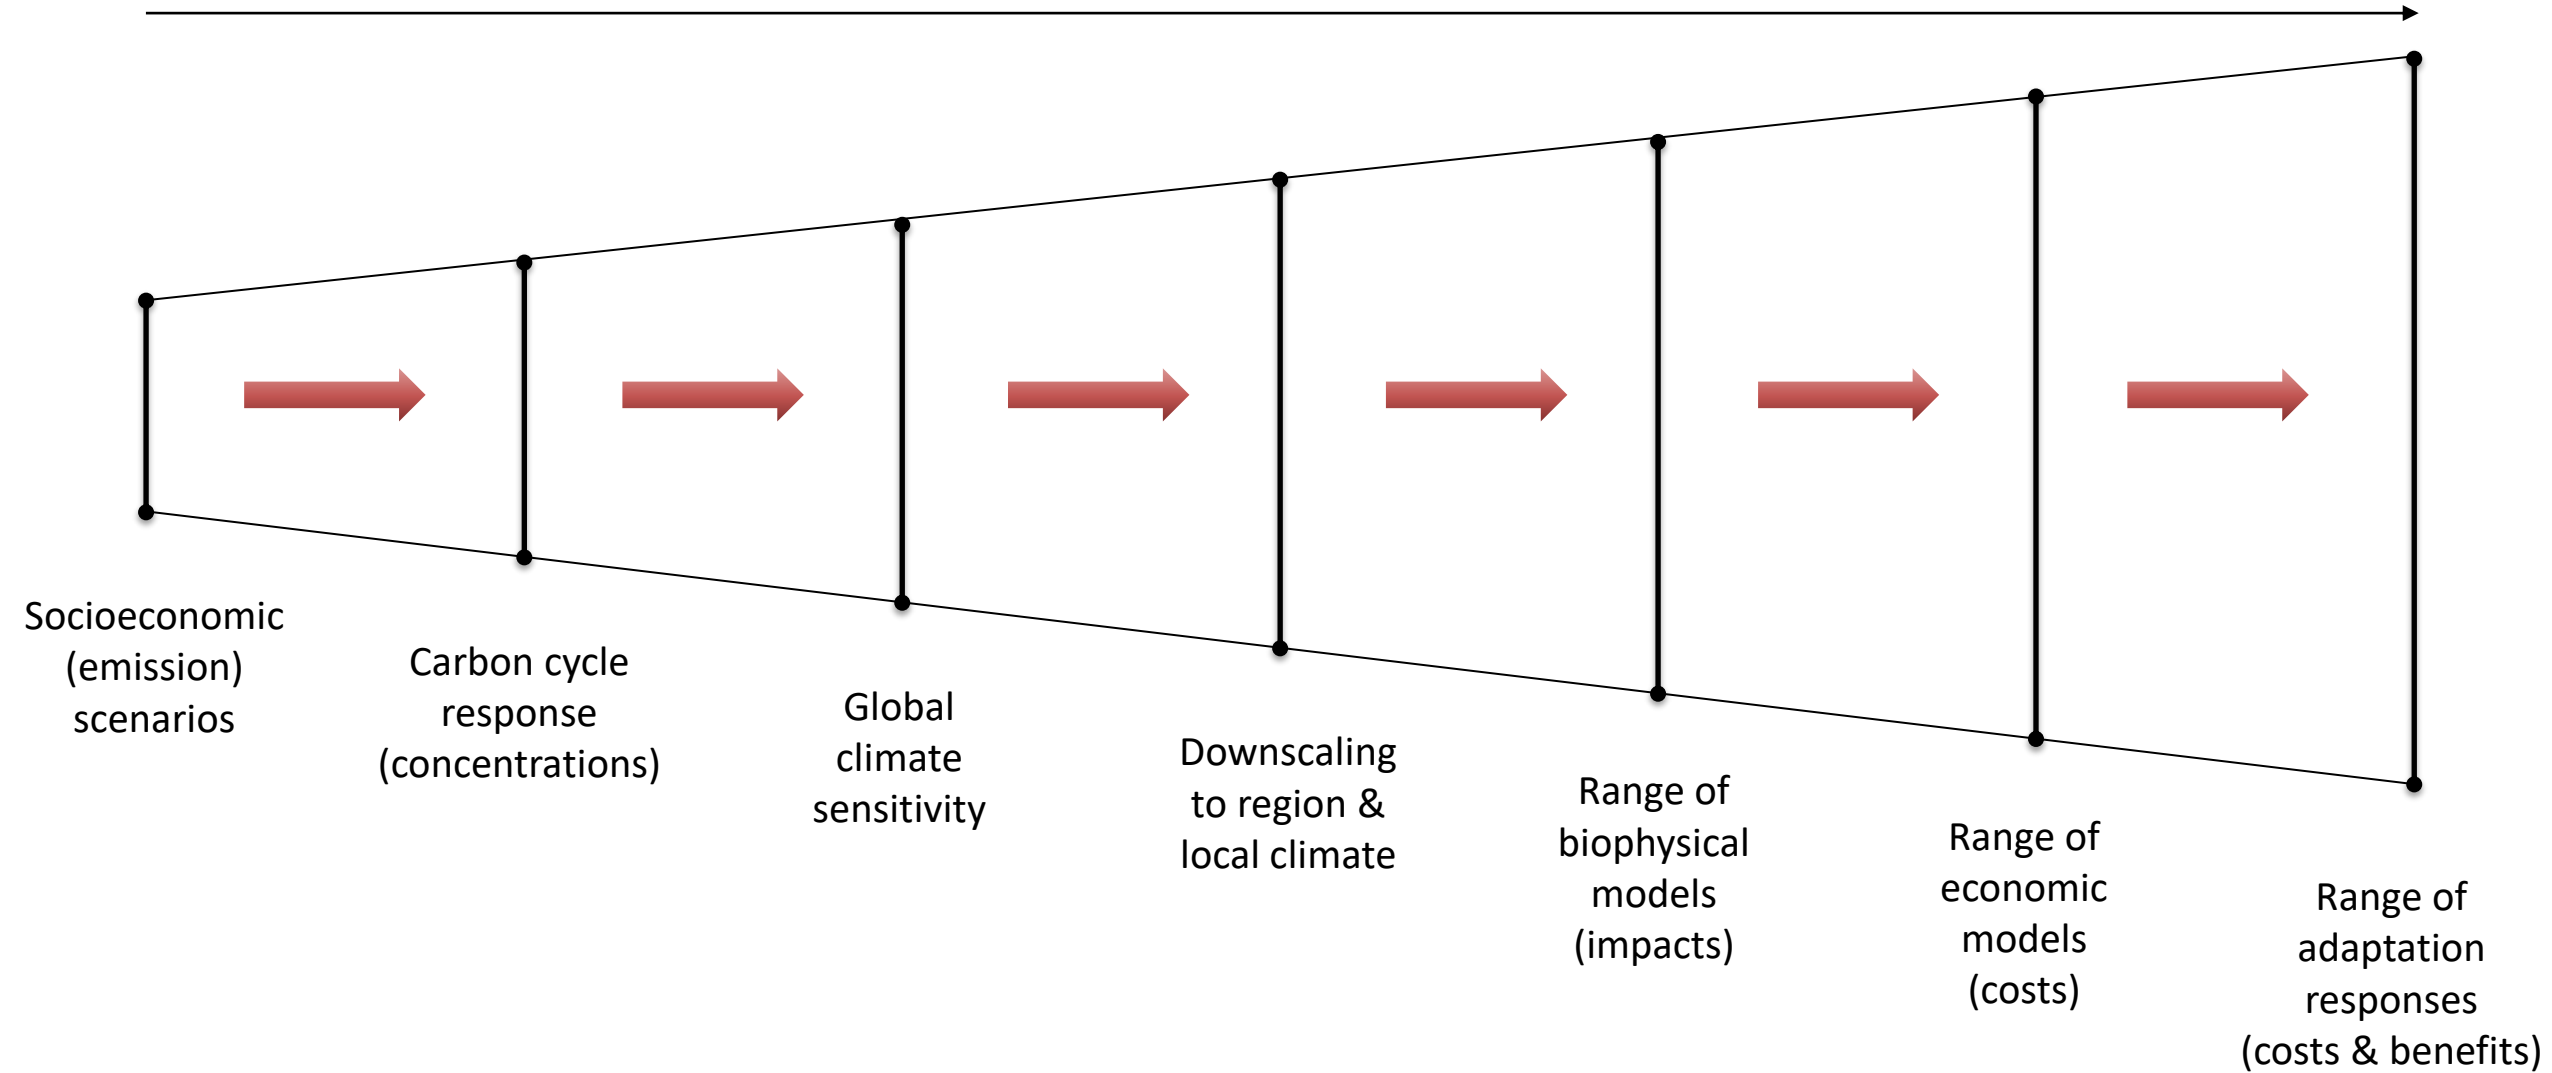 Socioeconomic
(emission)
scenarios
Carbon cycle
response
(concentrations)
Global
climate
sensitivity
Downscaling
to region &
local climate
Range of
biophysical
models
(impacts)
Range of
economic
models
(costs)
Range of
adaptation
responses
(costs & benefits)